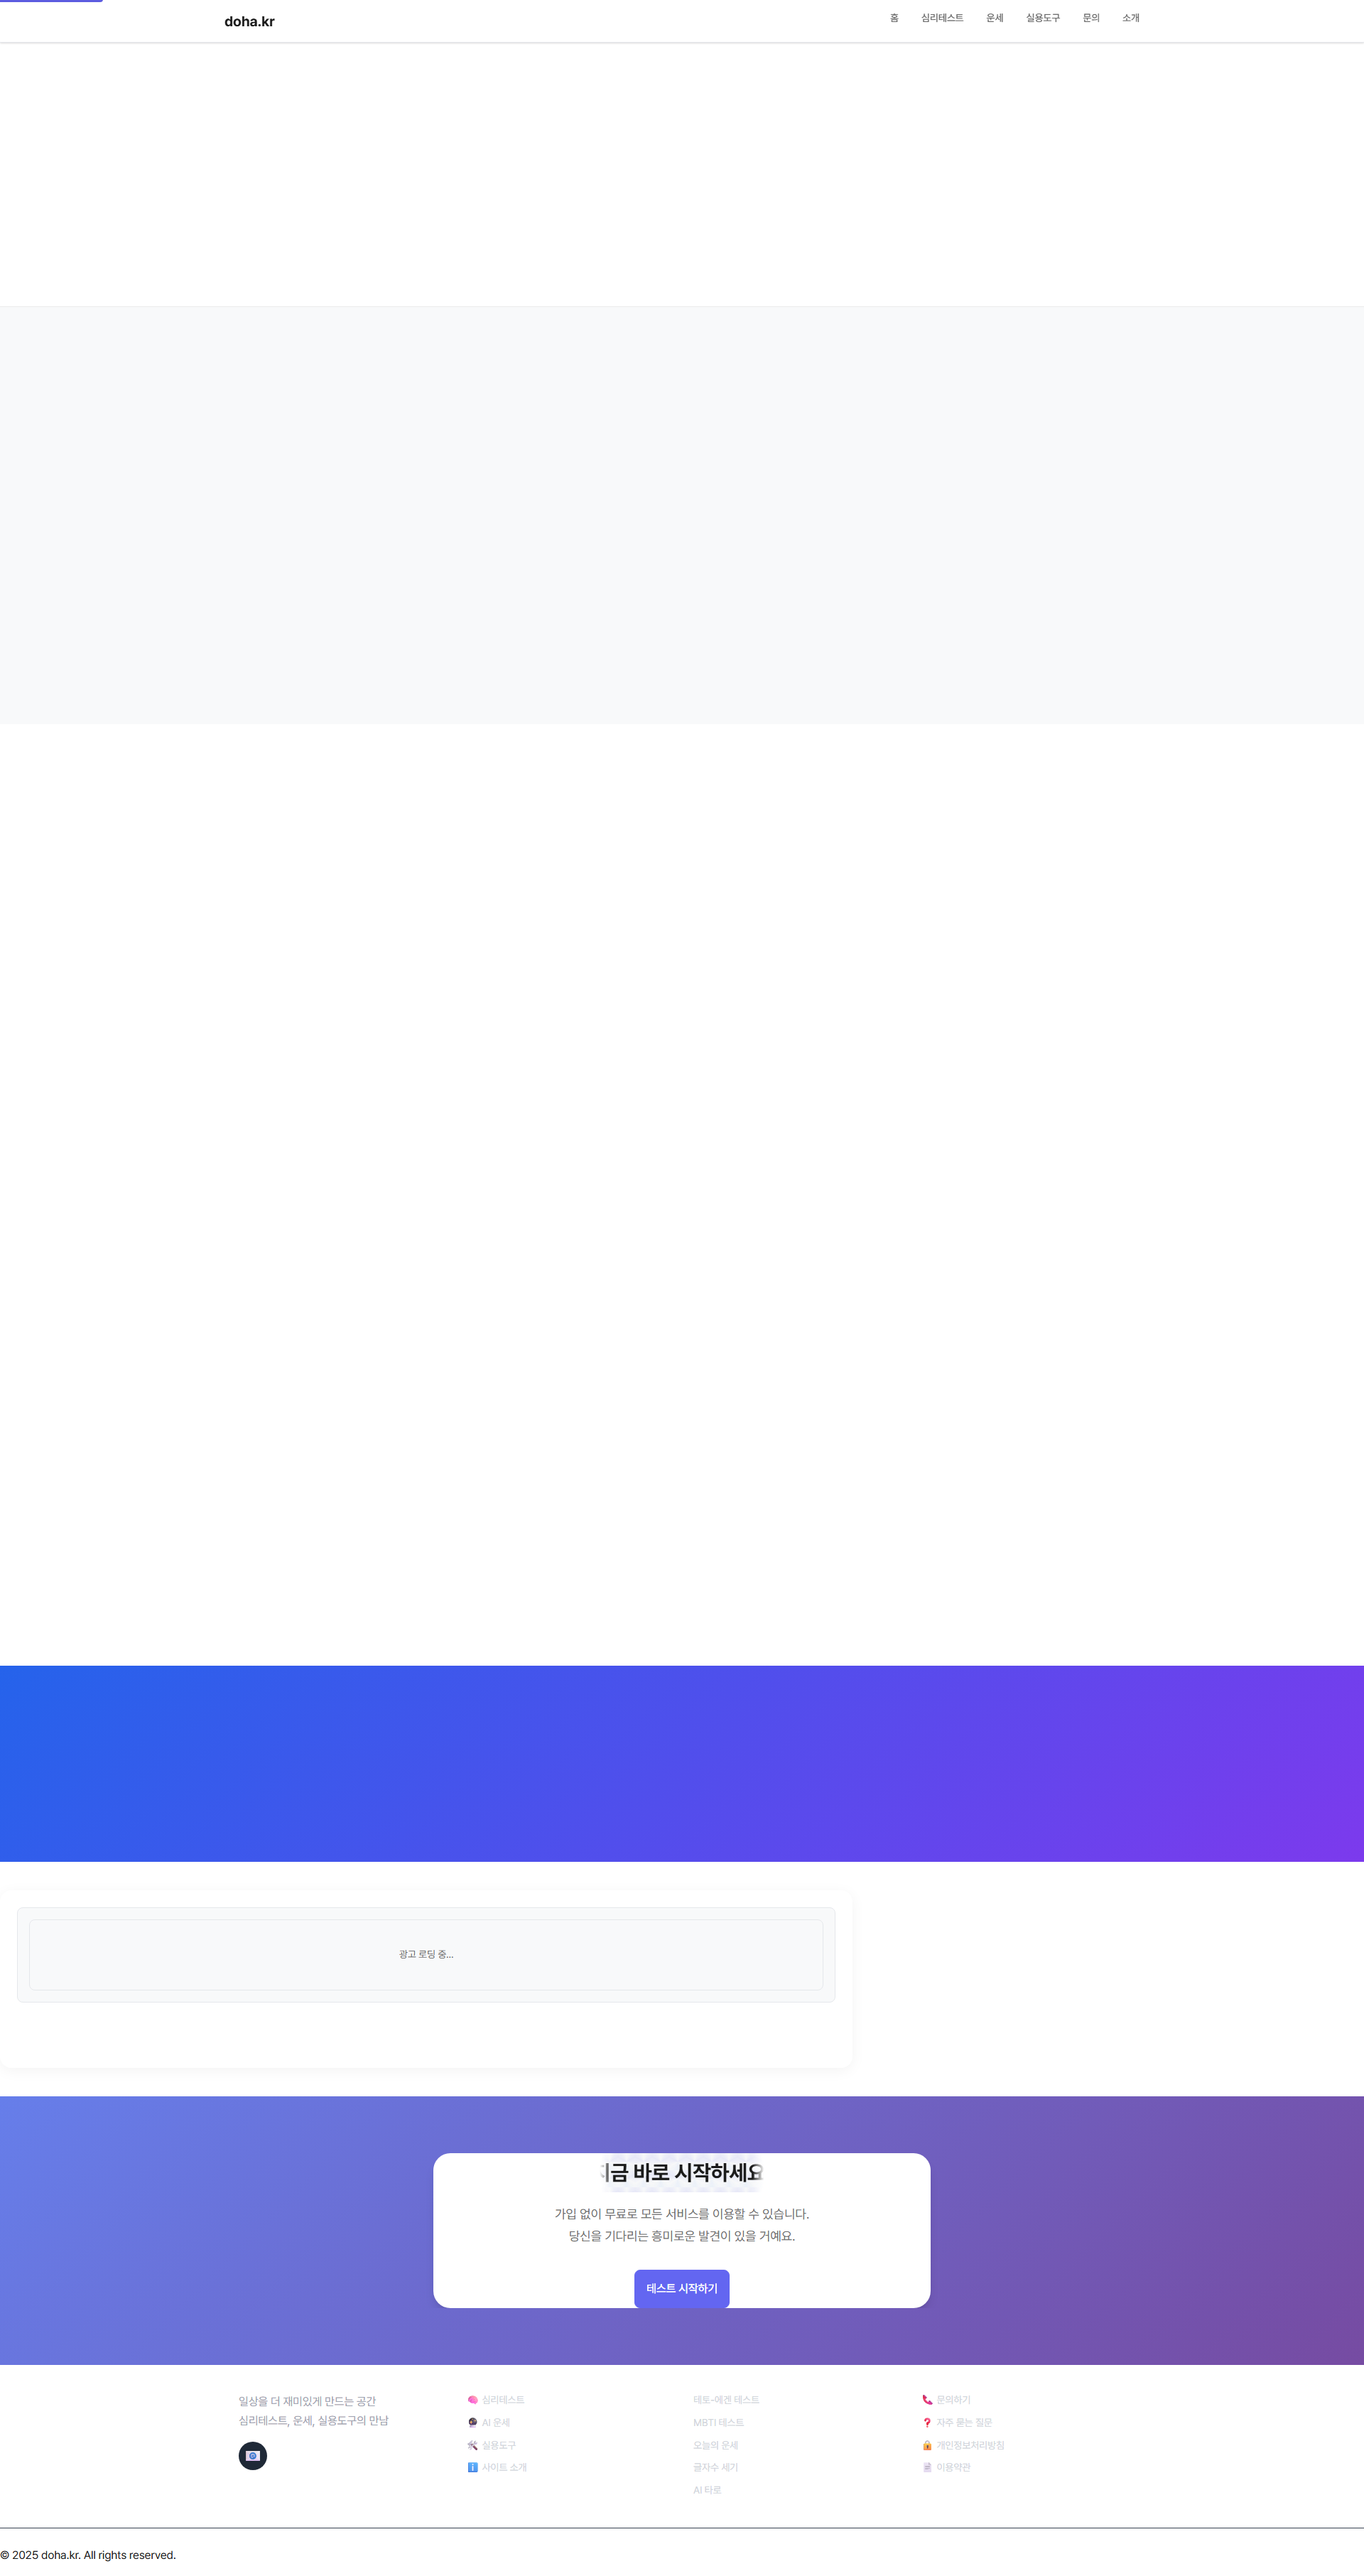 doha.kr
홈 심리테스트 운세 실용도구 문의 소개
광고 로딩 중...
지금 바로 시작하세요
가입 없이 무료로 모든 서비스를 이용할 수 있습니다.
당신을 기다리는 흥미로운 발견이 있을 거예요.
테스트 시작하기
일상을 더 재미있게 만드는 공간
심리테스트, 운세, 실용도구의 만남
심리테스트
AI 운세
실용도구
사이트 소개
테토-에겐 테스트
MBTI 테스트
오늘의 운세
글자수 세기
AI 타로
문의하기
자주 묻는 질문
개인정보처리방침
이용약관
© 2025 doha.kr. All rights reserved.